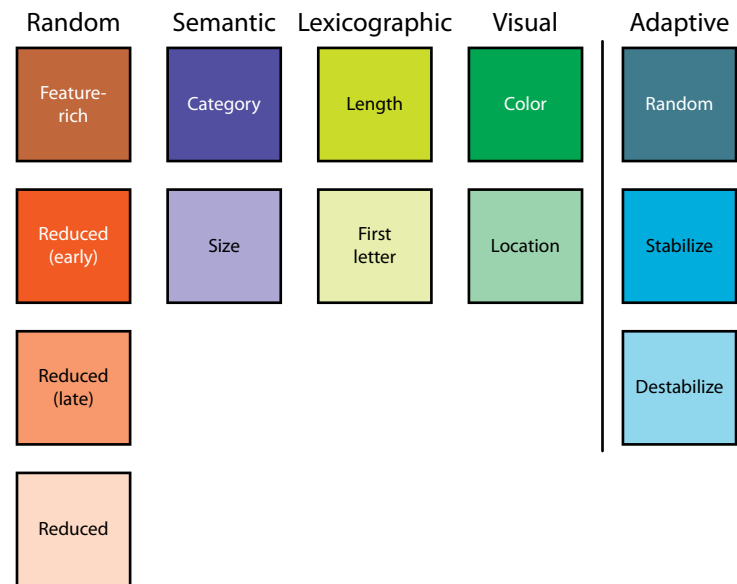 Random Semantic Lexicographic Visual Adaptive
Feature-
rich
Category
Length
Color
Random
Reduced
(early)
Size
First
letter
Location
Stabilize
Reduced
(late)
Destabilize
Reduced